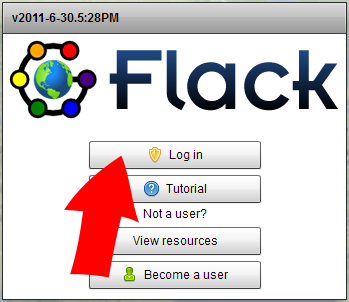 v2011-6-30.5:28PM
Flack
Log in
Tutorial
Not a user?
View resources
Become a user